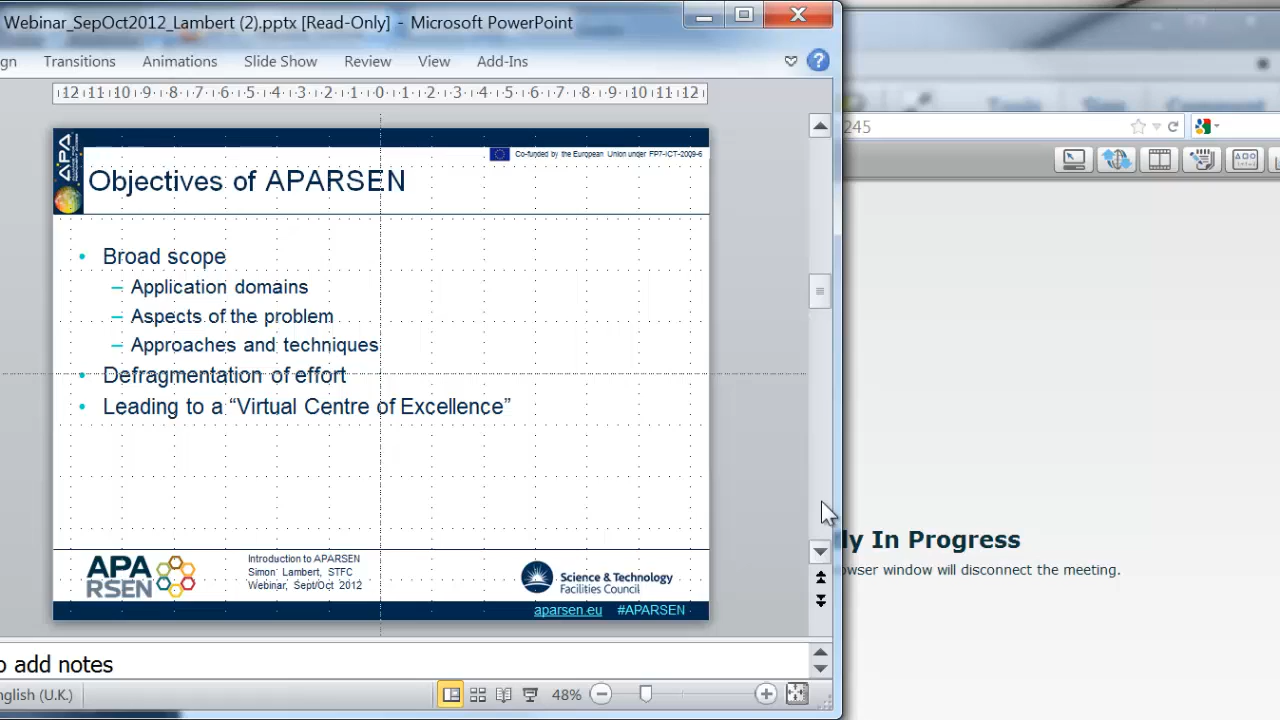 Webinar_SepOct2012_Lambert (2).pptx [Read-Only] - Microsoft PowerPoint
gn Transitions Animations Slide Show Review View Add-Ins
12 11 10 9 8 7 6 5 4 3 2 1 0 1 2 3 4 5 6 7 8 9 10 11 12
245
APA
Co-funded by the European Union under FP7-ICT-2009-6
Objectives of APARSEN
• Broad scope
– Application domains
– Aspects of the problem
– Approaches and techniques
• Defragmentation of effort
• Leading to a “Virtual Centre of Excellence”
ly In Progress
owser window will disconnect the meeting.
APA
RSEN
Introduction to APARSEN
Simon Lambert, STFC
Webinar, Sept/Oct 2012
Science & Technology
Facilities Council
aparsen.eu #APARSEN
o add notes
nglish (U.K.) 48%